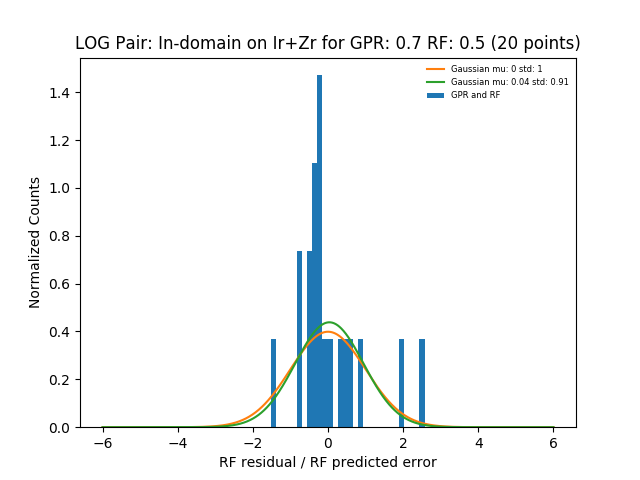 LOG Pair: In-domain on Ir+Zr for GPR: 0.7 RF: 0.5 (20 points)
Gaussian mu: 0 std: 1
Gaussian mu: 0.04 std: 0.91
GPR and RF
Normalized Counts
1.4
1.2
1.0
0.8
0.6
0.4
0.2
0.0
−6 −4 −2 0 2 4 6
RF residual / RF predicted error